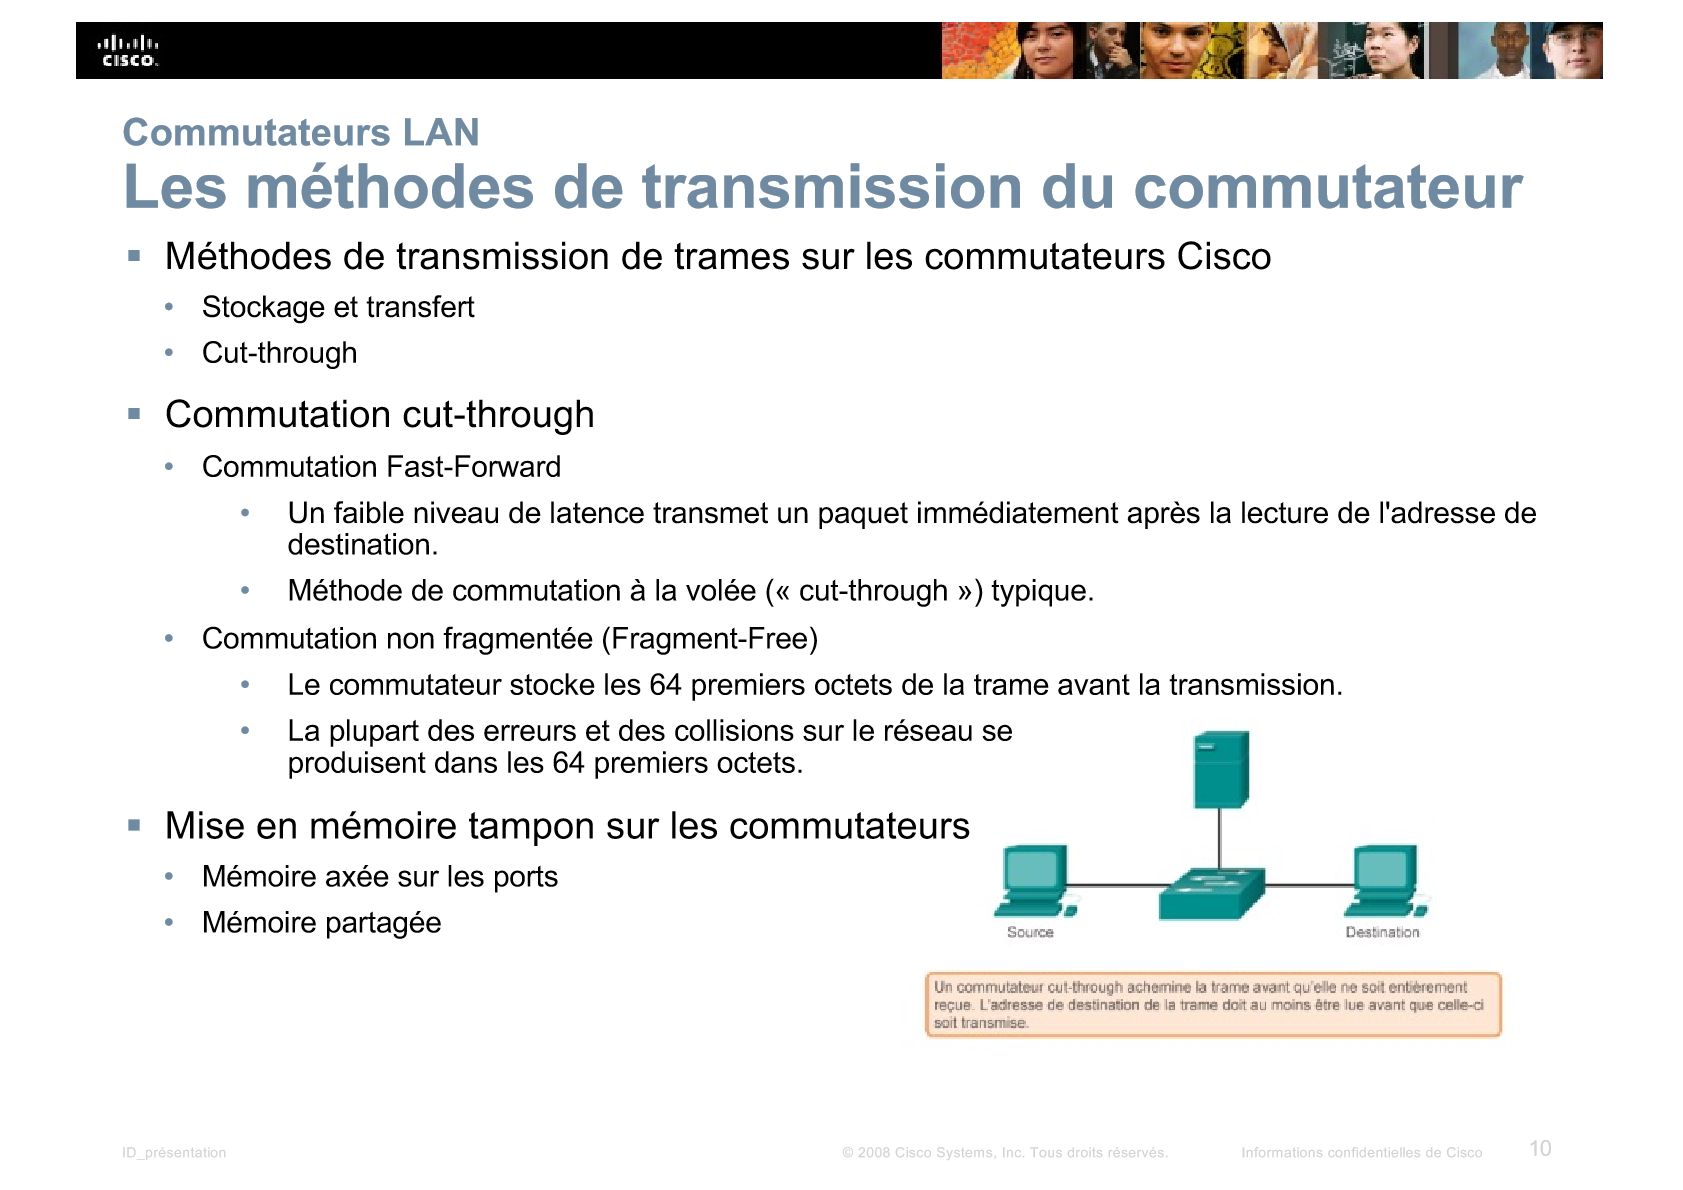 CISCO.
Commutateurs LAN
Les méthodes de transmission du commutateur
▪ Méthodes de transmission de trames sur les commutateurs Cisco
• Stockage et transfert
• Cut-through
▪ Commutation cut-through
• Commutation Fast-Forward
• Un faible niveau de latence transmet un paquet immédiatement après la lecture de l'adresse de
destination.
• Méthode de commutation à la volée (« cut-through ») typique.
• Commutation non fragmentée (Fragment-Free)
• Le commutateur stocke les 64 premiers octets de la trame avant la transmission.
• La plupart des erreurs et des collisions sur le réseau se
produisent dans les 64 premiers octets.
▪ Mise en mémoire tampon sur les commutateurs
• Mémoire axée sur les ports
• Mémoire partagée
Source
Destination
Un commutateur cut-through achemine la trame avant qu'elle ne soit entièrement
reçue. L'adresse de destination de la trame doit au moins être lue avant que celle-ci
soit transmise.
ID_présentation
© 2008 Cisco Systems, Inc. Tous droits réservés.
Informations confidentielles de Cisco
10